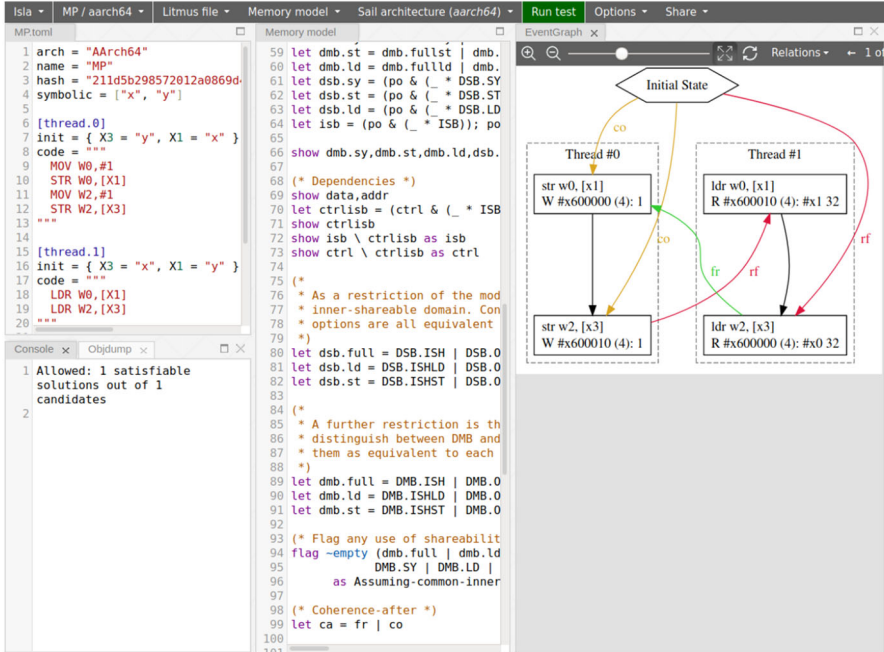 Isla MP / aarch64 Litmus file Memory model Sail architecture (aarch64) Run test Options Share
MP.toml
1 arch = "AArch64"
2 name = "MP"
3 hash = "211d5b298572012a0869d
4 symbolic = ["x", "y"]
5
6 [thread.0]
7 init = { X3 = "y", X1 = "x" }
8 code = """
9 MOV W0,#1
10 STR W0,[X1]
11 MOV W2,#1
12 STR W2,[X3]
13 """
14
15 [thread.1]
16 init = { X3 = "x", X1 = "y" }
17 code = """
18 LDR W0,[X1]
19 LDR W2,[X3]
20 """
Console x Objdump x
1 Allowed: 1 satisfiable
solutions out of 1
candidates
2
Memory model
59 let dmb.st = dmb.fullst | dmb.
60 let dmb.ld = dmb.fullld | dmb.
61 let dsb.sy = (po & (_ * DSB.SY
62 let dsb.st = (po & (_ * DSB.ST
63 let dsb.ld = (po & (_ * DSB.LD
64 let isb = (po & (_ * ISB)); po
65
66 show dmb.sy,dmb.st,dmb.ld,dsb.
67
68 (* Dependencies *)
69 show data,addr
70 let ctrlisb = (ctrl & (_ * ISB
71 show ctrlisb
72 show isb \ ctrlisb as isb
73 show ctrl \ ctrlisb as ctrl
74
75 (*
76 * As a restriction of the mod
77 * inner-shareable domain. Con
78 * options are all equivalent
79 *)
80 let dsb.full = DSB.ISH | DSB.O
81 let dsb.ld = DSB.ISHLD | DSB.O
82 let dsb.st = DSB.ISHST | DSB.O
83
84 (*
85 * A further restriction is th
86 * distinguish between DMB and
87 * them as equivalent to each
88 *)
89 let dmb.full = DMB.ISH | DMB.O
90 let dmb.ld = DMB.ISHLD | DMB.O
91 let dmb.st = DMB.ISHST | DMB.O
92
93 (* Flag any use of shareabilit
94 flag ~empty (dmb.full | dmb.ld
95 DMB.SY | DMB.LD |
96 as Assuming-common-inner
97
98 (* Coherence-after *)
99 let ca = fr | co
100
101
EventGraph x
Relations ← 1 of
Initial State
co
Thread #0
Thread #1
str w0, [x1]
W #x600000 (4): 1
ldr w0, [x1]
R #x600010 (4): #x1 32
co
rf
fr
rf
str w2, [x3]
W #x600010 (4): 1
ldr w2, [x3]
R #x600000 (4): #x0 32